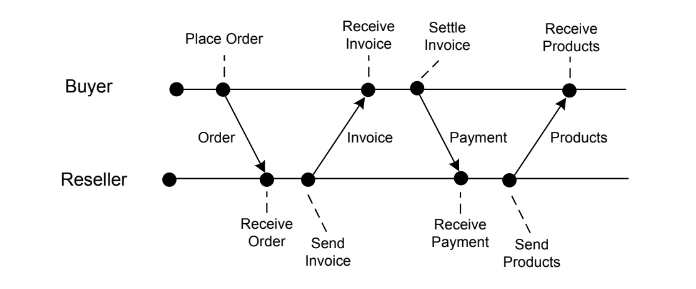 Place Order
Receive
Invoice
Settle
Invoice
Receive
Products
Buyer
Order
Invoice
Payment
Products
Reseller
Receive
Order
Send
Invoice
Receive
Payment
Send
Products